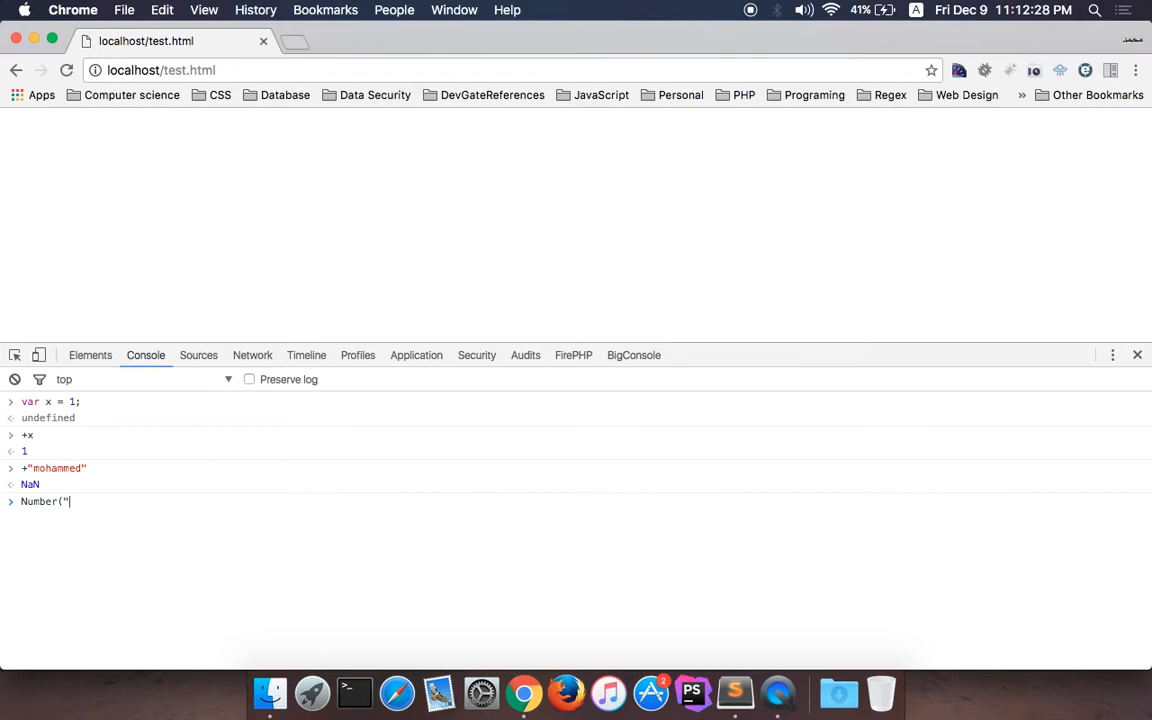 Chrome File Edit View History Bookmarks People Window Help 41% A Fri Dec 9 11:12:28 PM
localhost/test.html محمد
localhost/test.html
Apps Computer science CSS Database Data Security DevGateReferences JavaScript Personal PHP Programing Regex Web Design » Other Bookmarks
Elements Console Sources Network Timeline Profiles Application Security Audits FirePHP BigConsole
top Preserve log
var x = 1;
undefined
+x
1
+"mohammed"
NaN
Number("
2
PS